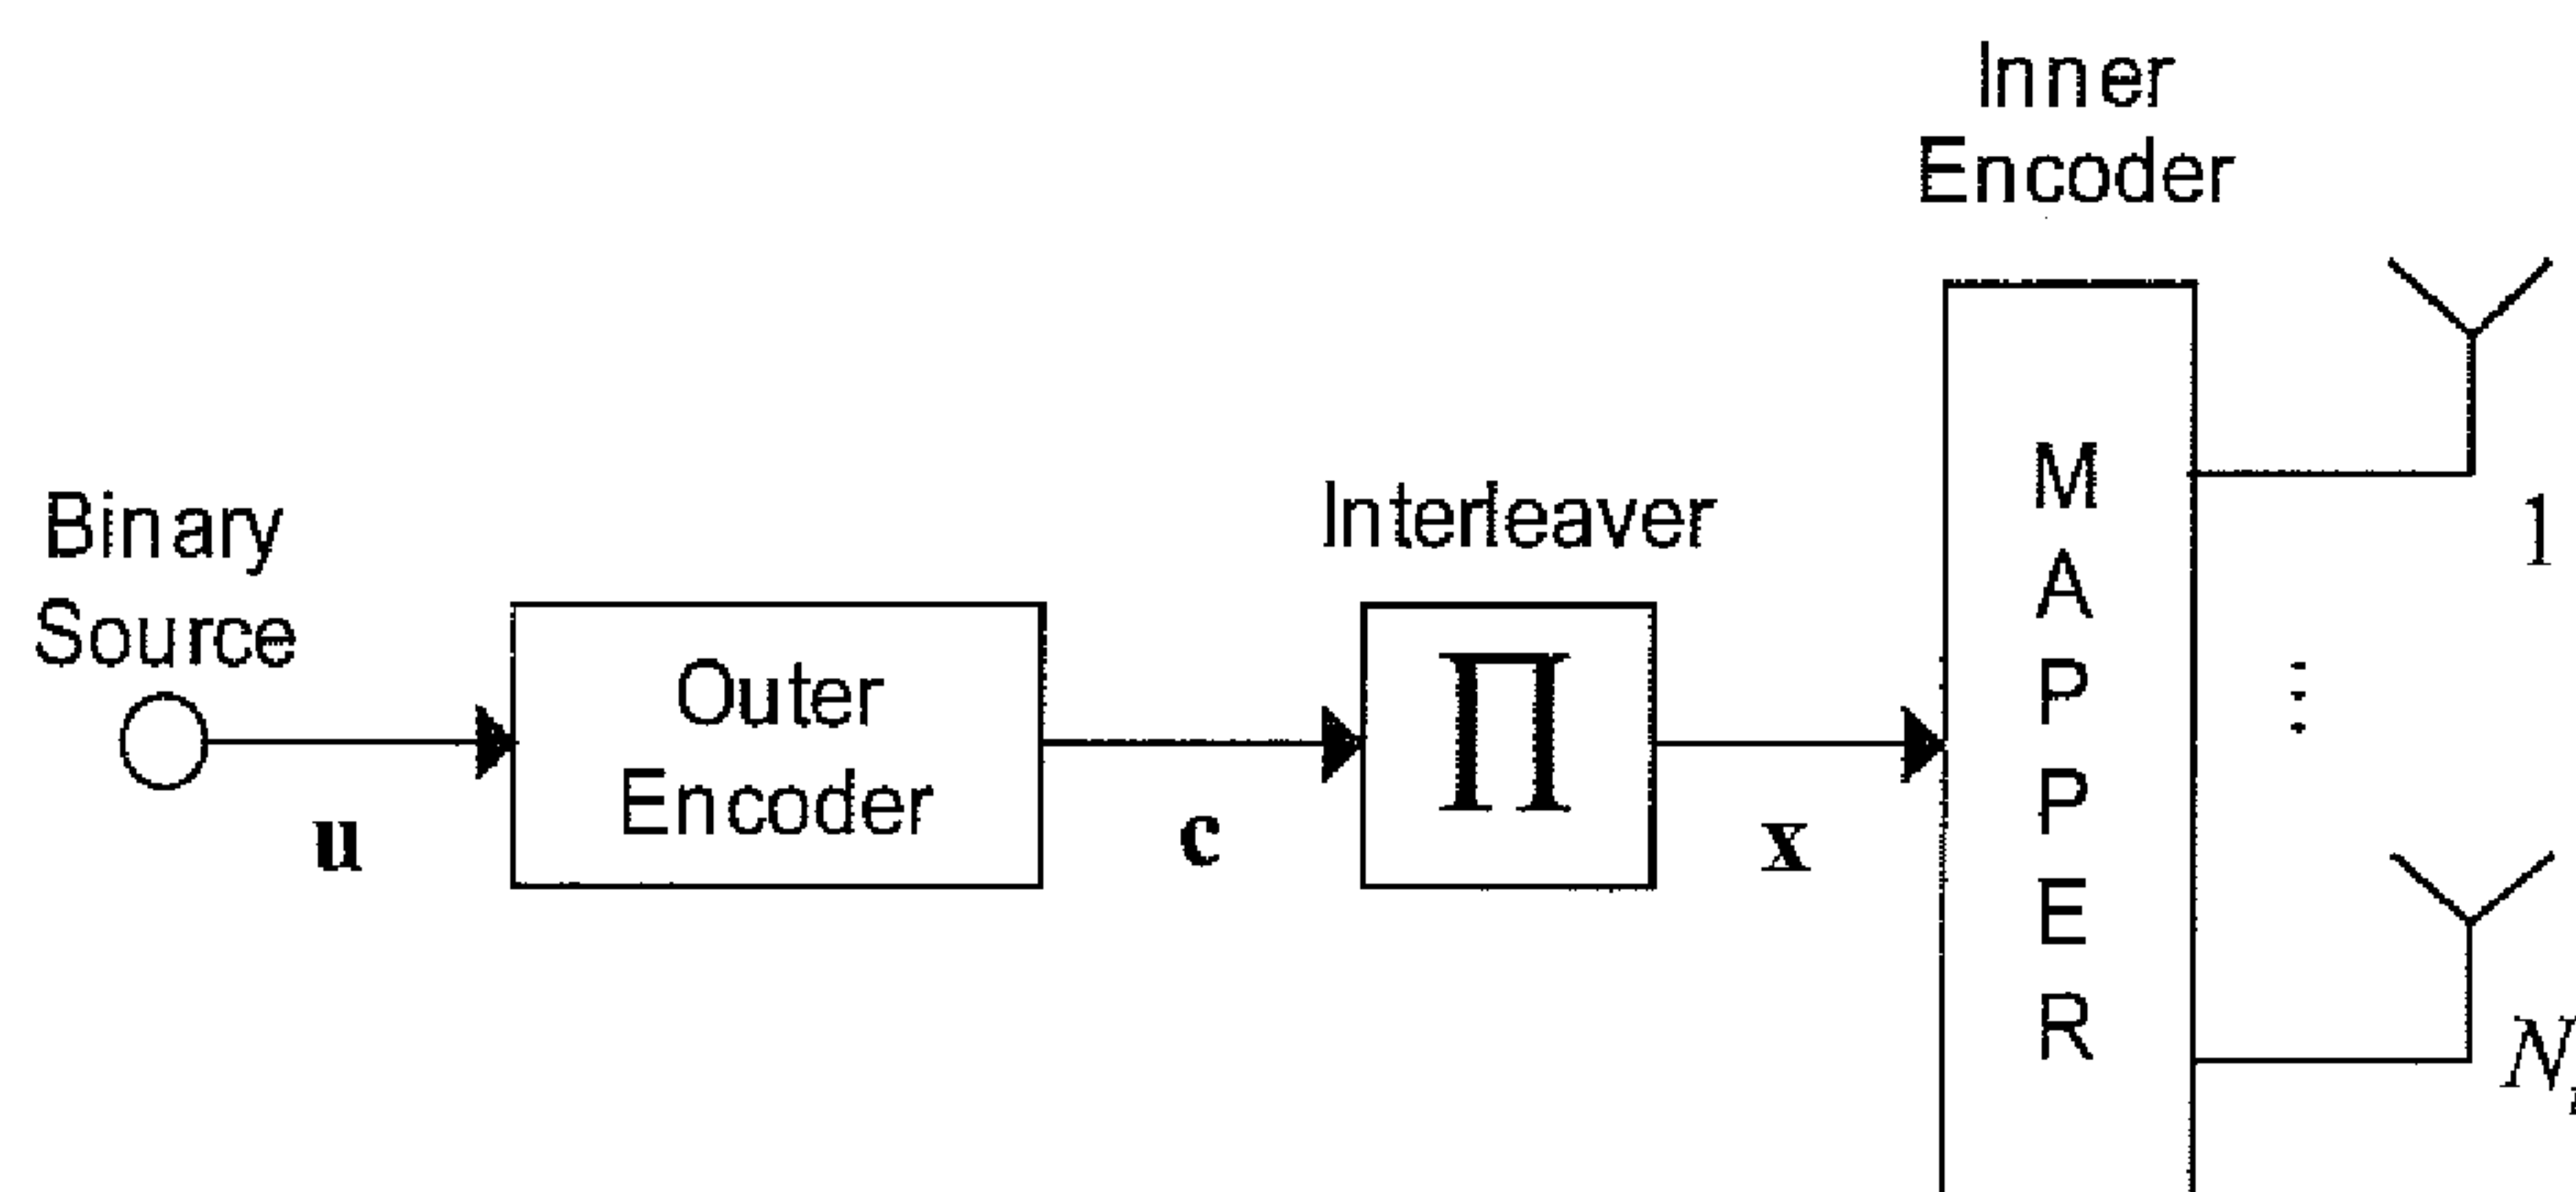 Inner
Encoder
Binary
Source
Outer
Encoder
Interleaver
Π
M
A
P
P
E
R
u
c
x
1
N